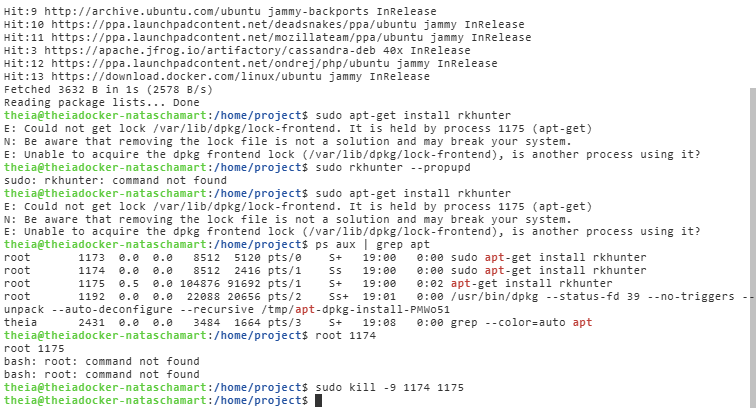 Hit:9 http://archive.ubuntu.com/ubuntu jammy-backports InRelease
Hit:10 https://ppa.launchpadcontent.net/deadsnakes/ppa/ubuntu jammy InRelease
Hit:11 https://ppa.launchpadcontent.net/mozillateam/ppa/ubuntu jammy InRelease
Hit:3 https://apache.jfrog.io/artifactory/cassandra-deb 40x InRelease
Hit:12 https://ppa.launchpadcontent.net/ondrej/php/ubuntu jammy InRelease
Hit:13 https://download.docker.com/linux/ubuntu jammy InRelease
Fetched 3632 B in 1s (2578 B/s)
Reading package lists... Done
theia@theiadocker-nataschamart:/home/project$ sudo apt-get install rkhunter
E: Could not get lock /var/lib/dpkg/lock-frontend. It is held by process 1175 (apt-get)
N: Be aware that removing the lock file is not a solution and may break your system.
E: Unable to acquire the dpkg frontend lock (/var/lib/dpkg/lock-frontend), is another process using it?
theia@theiadocker-nataschamart:/home/project$ sudo rkhunter --propupd
sudo: rkhunter: command not found
theia@theiadocker-nataschamart:/home/project$ sudo apt-get install rkhunter
E: Could not get lock /var/lib/dpkg/lock-frontend. It is held by process 1175 (apt-get)
N: Be aware that removing the lock file is not a solution and may break your system.
E: Unable to acquire the dpkg frontend lock (/var/lib/dpkg/lock-frontend), is another process using it?
theia@theiadocker-nataschamart:/home/project$ ps aux | grep apt
root      1173  0.0  0.0   8512  5120 pts/0    S+   19:00   0:00 sudo apt-get install rkhunter
root      1174  0.0  0.0   8512  2416 pts/1    Ss   19:00   0:00 sudo apt-get install rkhunter
root      1175  0.5  0.0 104876 91692 pts/1    S+   19:00   0:02 apt-get install rkhunter
root      1192  0.0  0.0  22088 20656 pts/2    Ss+  19:01   0:00 /usr/bin/dpkg --status-fd 39 --no-triggers --
unpack --auto-deconfigure --recursive /tmp/apt-dpkg-install-PMWo51
theia     2431  0.0  0.0   3484  1664 pts/3    S+   19:08   0:00 grep --color=auto apt
theia@theiadocker-nataschamart:/home/project$ root 1174
root 1175
bash: root: command not found
bash: root: command not found
theia@theiadocker-nataschamart:/home/project$ sudo kill -9 1174 1175
theia@theiadocker-nataschamart:/home/project$